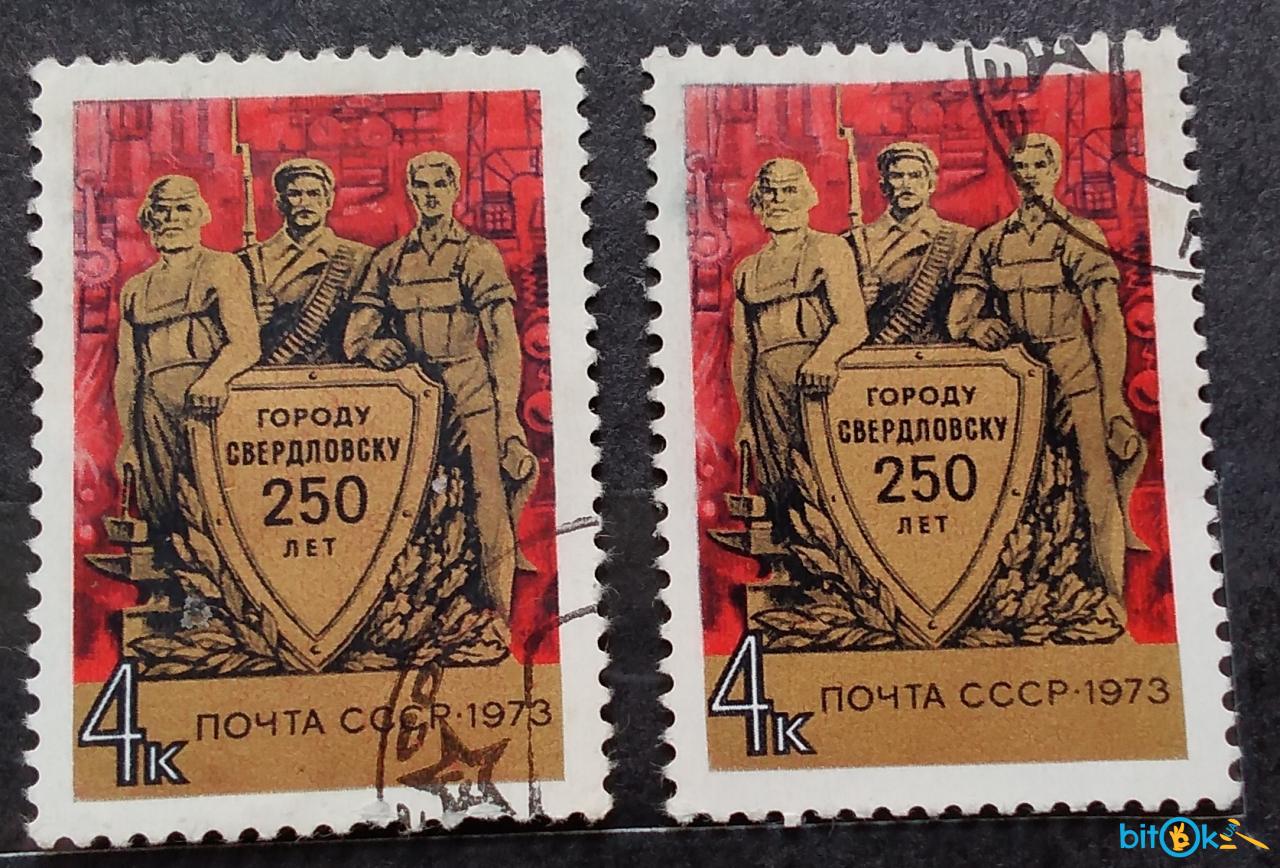 ГОРОДУ
СВЕРДЛОВСКУ
250
ЛЕТ
4к
ПОЧТА СССР·1973
ГОРОДУ
СВЕРДЛОВСКУ
250
ЛЕТ
4к
ПОЧТА СССР·1973
bitOk